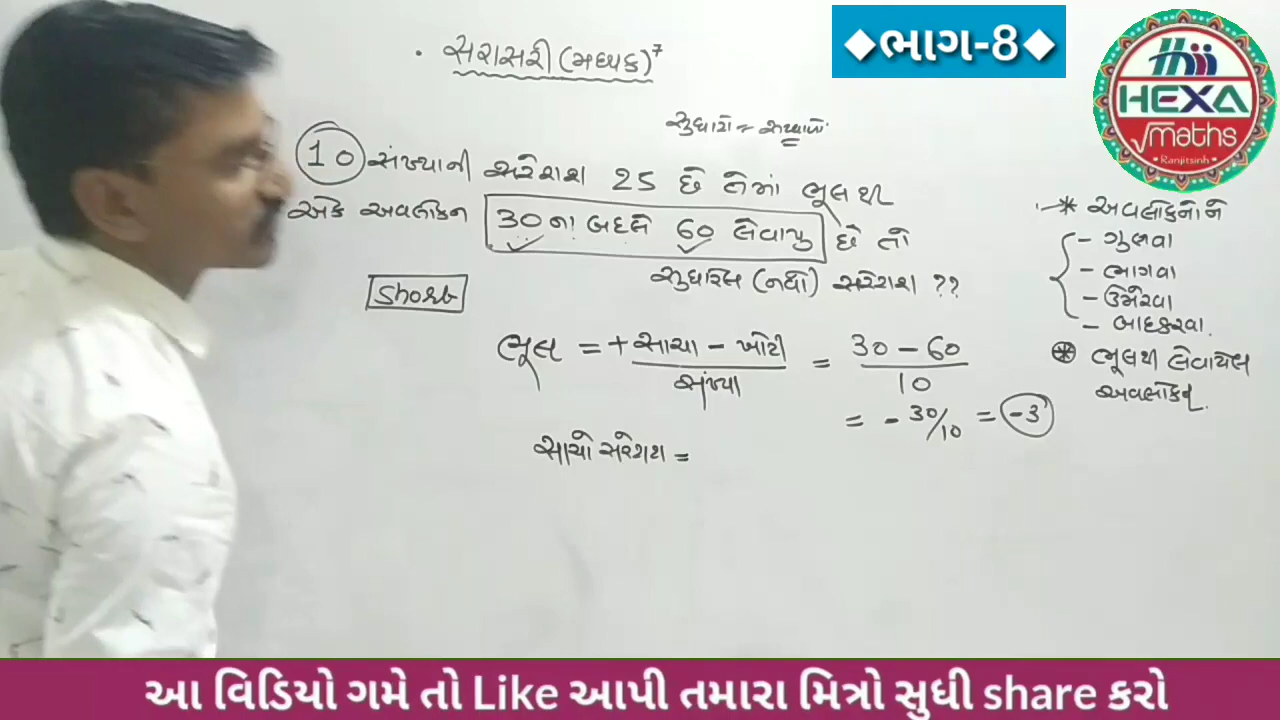 ◆ભાગ-8◆
HEXA
maths
Ranjitsinh
• સરાસરી (મધ્યક) 7
સુધારો =
10 સંખ્યાની સરેરાશ 25 છે તેમાં ભૂલથી
એક અવલોકન 30 ના બદલે 60 લેવાયુ છે તો
(નવી) સરેરાશ ??
Short
ભૂલ = + સાચા - ખોટી / સંખ્યા = 30 - 60 / 10
= - 30/10 = -3
સાચો સરેરાશ =
* અવલોકનોને
- ગુણવા
- ભાગવા
- ઉમેરવા
- બાદકરવા.
* ભૂલથી લેવાયેલ
અવલોકન.
આ વિડિયો ગમે તો Like આપી તમારા મિત્રો સુધી share કરો